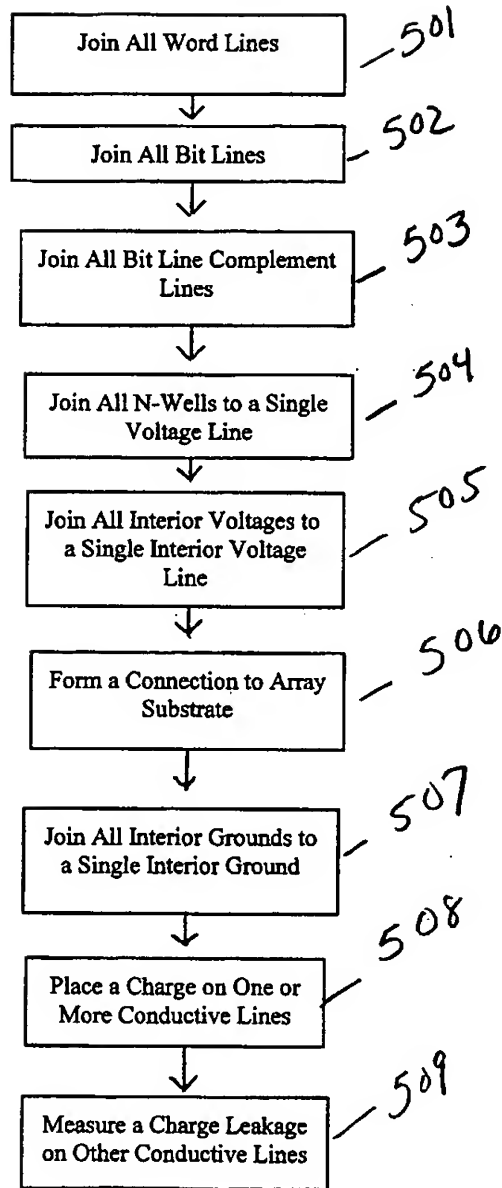 Join All Word Lines
501
Join All Bit Lines
502
Join All Bit Line Complement
Lines
503
Join All N-Wells to a Single
Voltage Line
504
Join All Interior Voltages to
a Single Interior Voltage
Line
505
Form a Connection to Array
Substrate
506
Join All Interior Grounds to
a Single Interior Ground
507
Place a Charge on One or
More Conductive Lines
508
Measure a Charge Leakage
on Other Conductive Lines
509